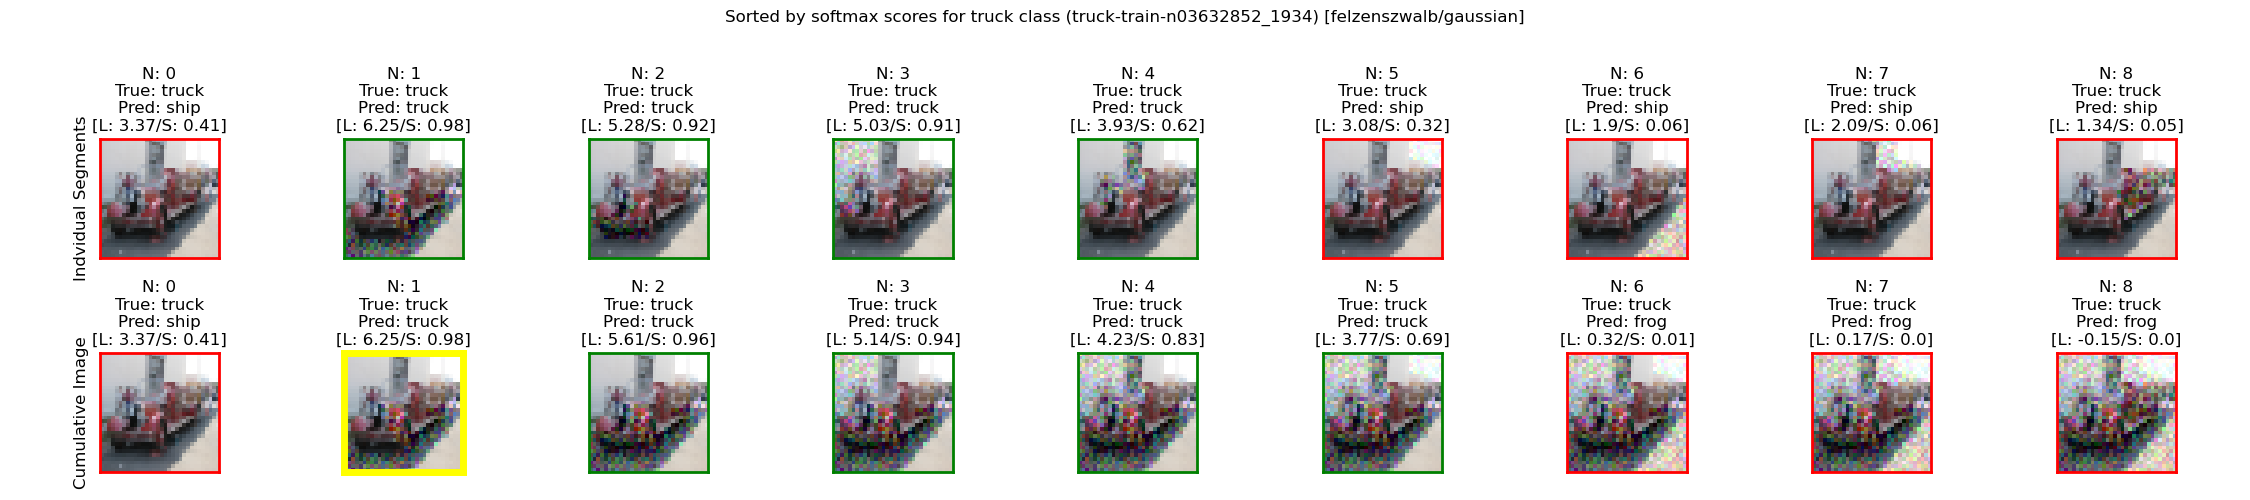 Sorted by softmax scores for truck class (truck-train-n03632852_1934) [felzenszwalb/gaussian]
Indvidual Segments
N: 0
True: truck
Pred: ship
[L: 3.37/S: 0.41]
N: 1
True: truck
Pred: truck
[L: 6.25/S: 0.98]
N: 2
True: truck
Pred: truck
[L: 5.28/S: 0.92]
N: 3
True: truck
Pred: truck
[L: 5.03/S: 0.91]
N: 4
True: truck
Pred: truck
[L: 3.93/S: 0.62]
N: 5
True: truck
Pred: ship
[L: 3.08/S: 0.32]
N: 6
True: truck
Pred: ship
[L: 1.9/S: 0.06]
N: 7
True: truck
Pred: ship
[L: 2.09/S: 0.06]
N: 8
True: truck
Pred: ship
[L: 1.34/S: 0.05]
Cumulative Image
N: 0
True: truck
Pred: ship
[L: 3.37/S: 0.41]
N: 1
True: truck
Pred: truck
[L: 6.25/S: 0.98]
N: 2
True: truck
Pred: truck
[L: 5.61/S: 0.96]
N: 3
True: truck
Pred: truck
[L: 5.14/S: 0.94]
N: 4
True: truck
Pred: truck
[L: 4.23/S: 0.83]
N: 5
True: truck
Pred: truck
[L: 3.77/S: 0.69]
N: 6
True: truck
Pred: frog
[L: 0.32/S: 0.01]
N: 7
True: truck
Pred: frog
[L: 0.17/S: 0.0]
N: 8
True: truck
Pred: frog
[L: -0.15/S: 0.0]